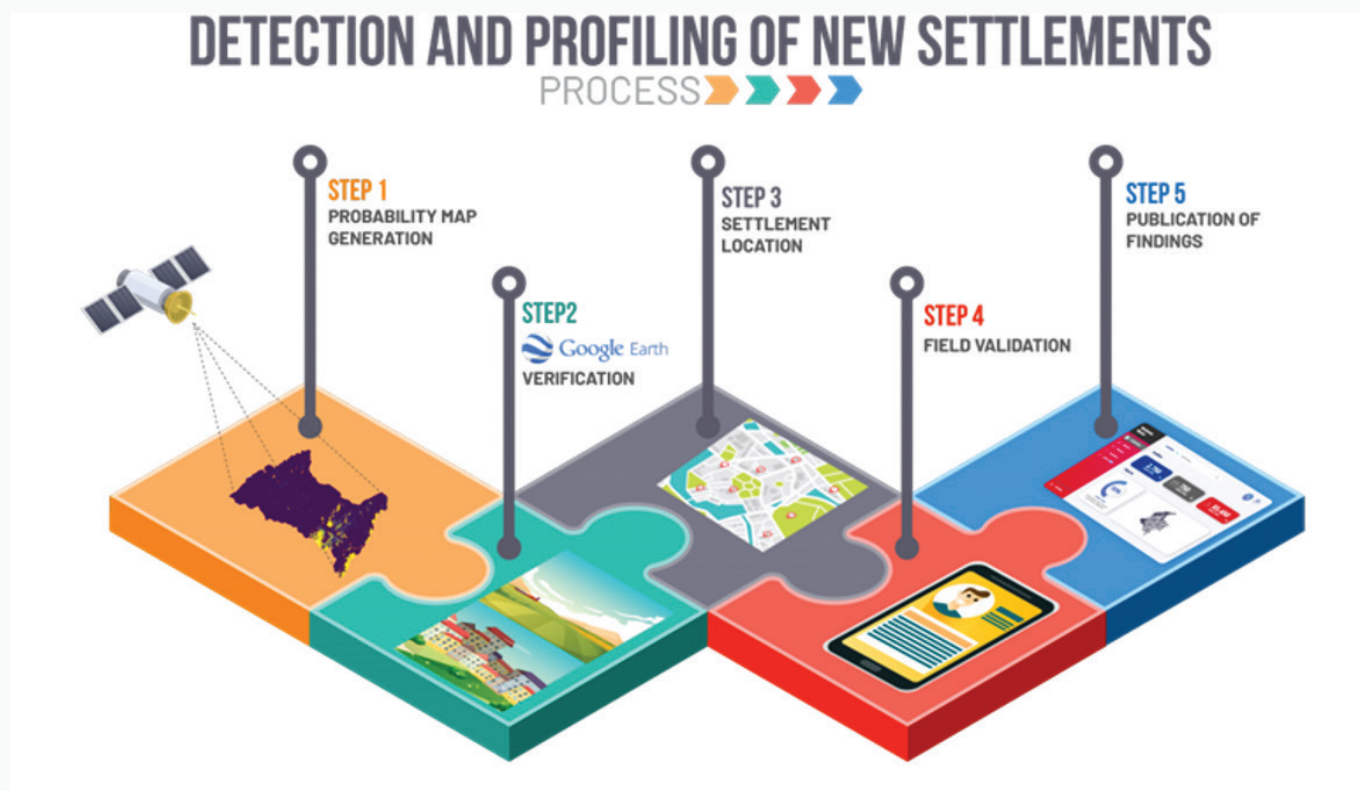 DETECTION AND PROFILING OF NEW SETTLEMENTS
PROCESS
STEP 1
PROBABILITY MAP
GENERATION
STEP2
Google Earth
VERIFICATION
STEP 3
SETTLEMENT
LOCATION
STEP 4
FIELD VALIDATION
STEP 5
PUBLICATION OF
FINDINGS